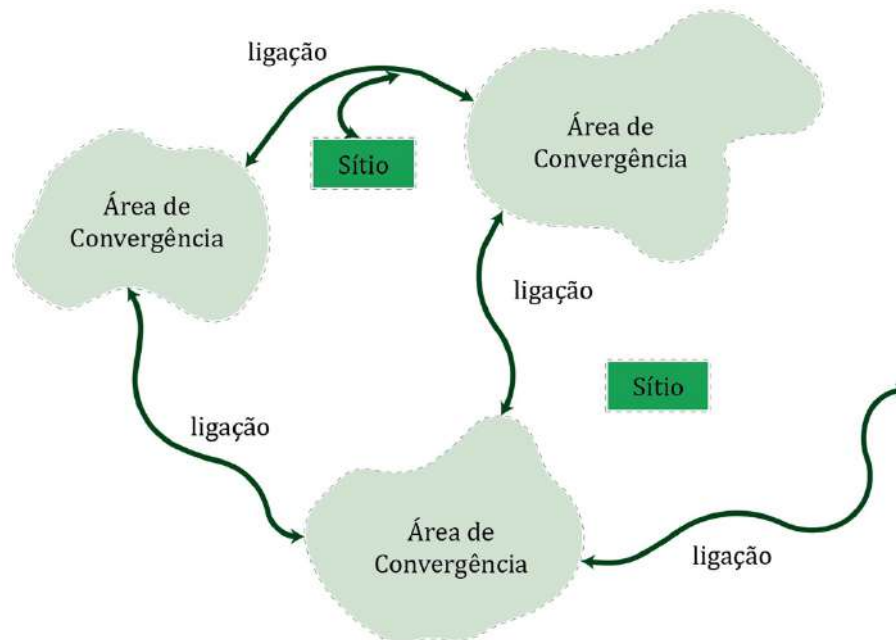 ligação
Sítio
Área de
Convergência
Área de
Convergência
ligação
Sítio
ligação
Área de
Convergência
ligação